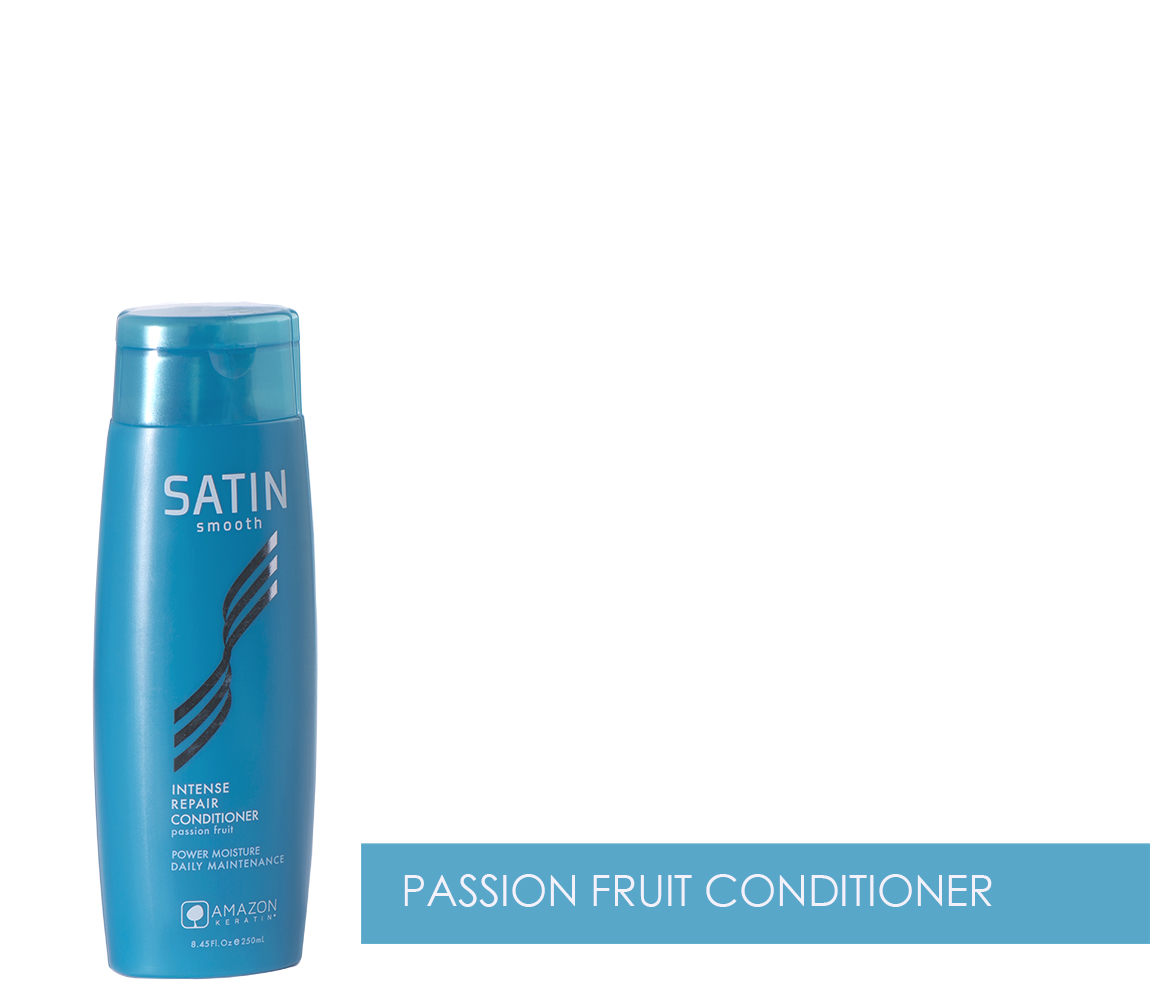 SATIN
smooth
INTENSE
REPAIR
CONDITIONER
passion fruit
POWER MOISTURE
DAILY MAINTENANCE
AMAZON
KERATIN
8.45Fl.Oz e 250mL
PASSION FRUIT CONDITIONER